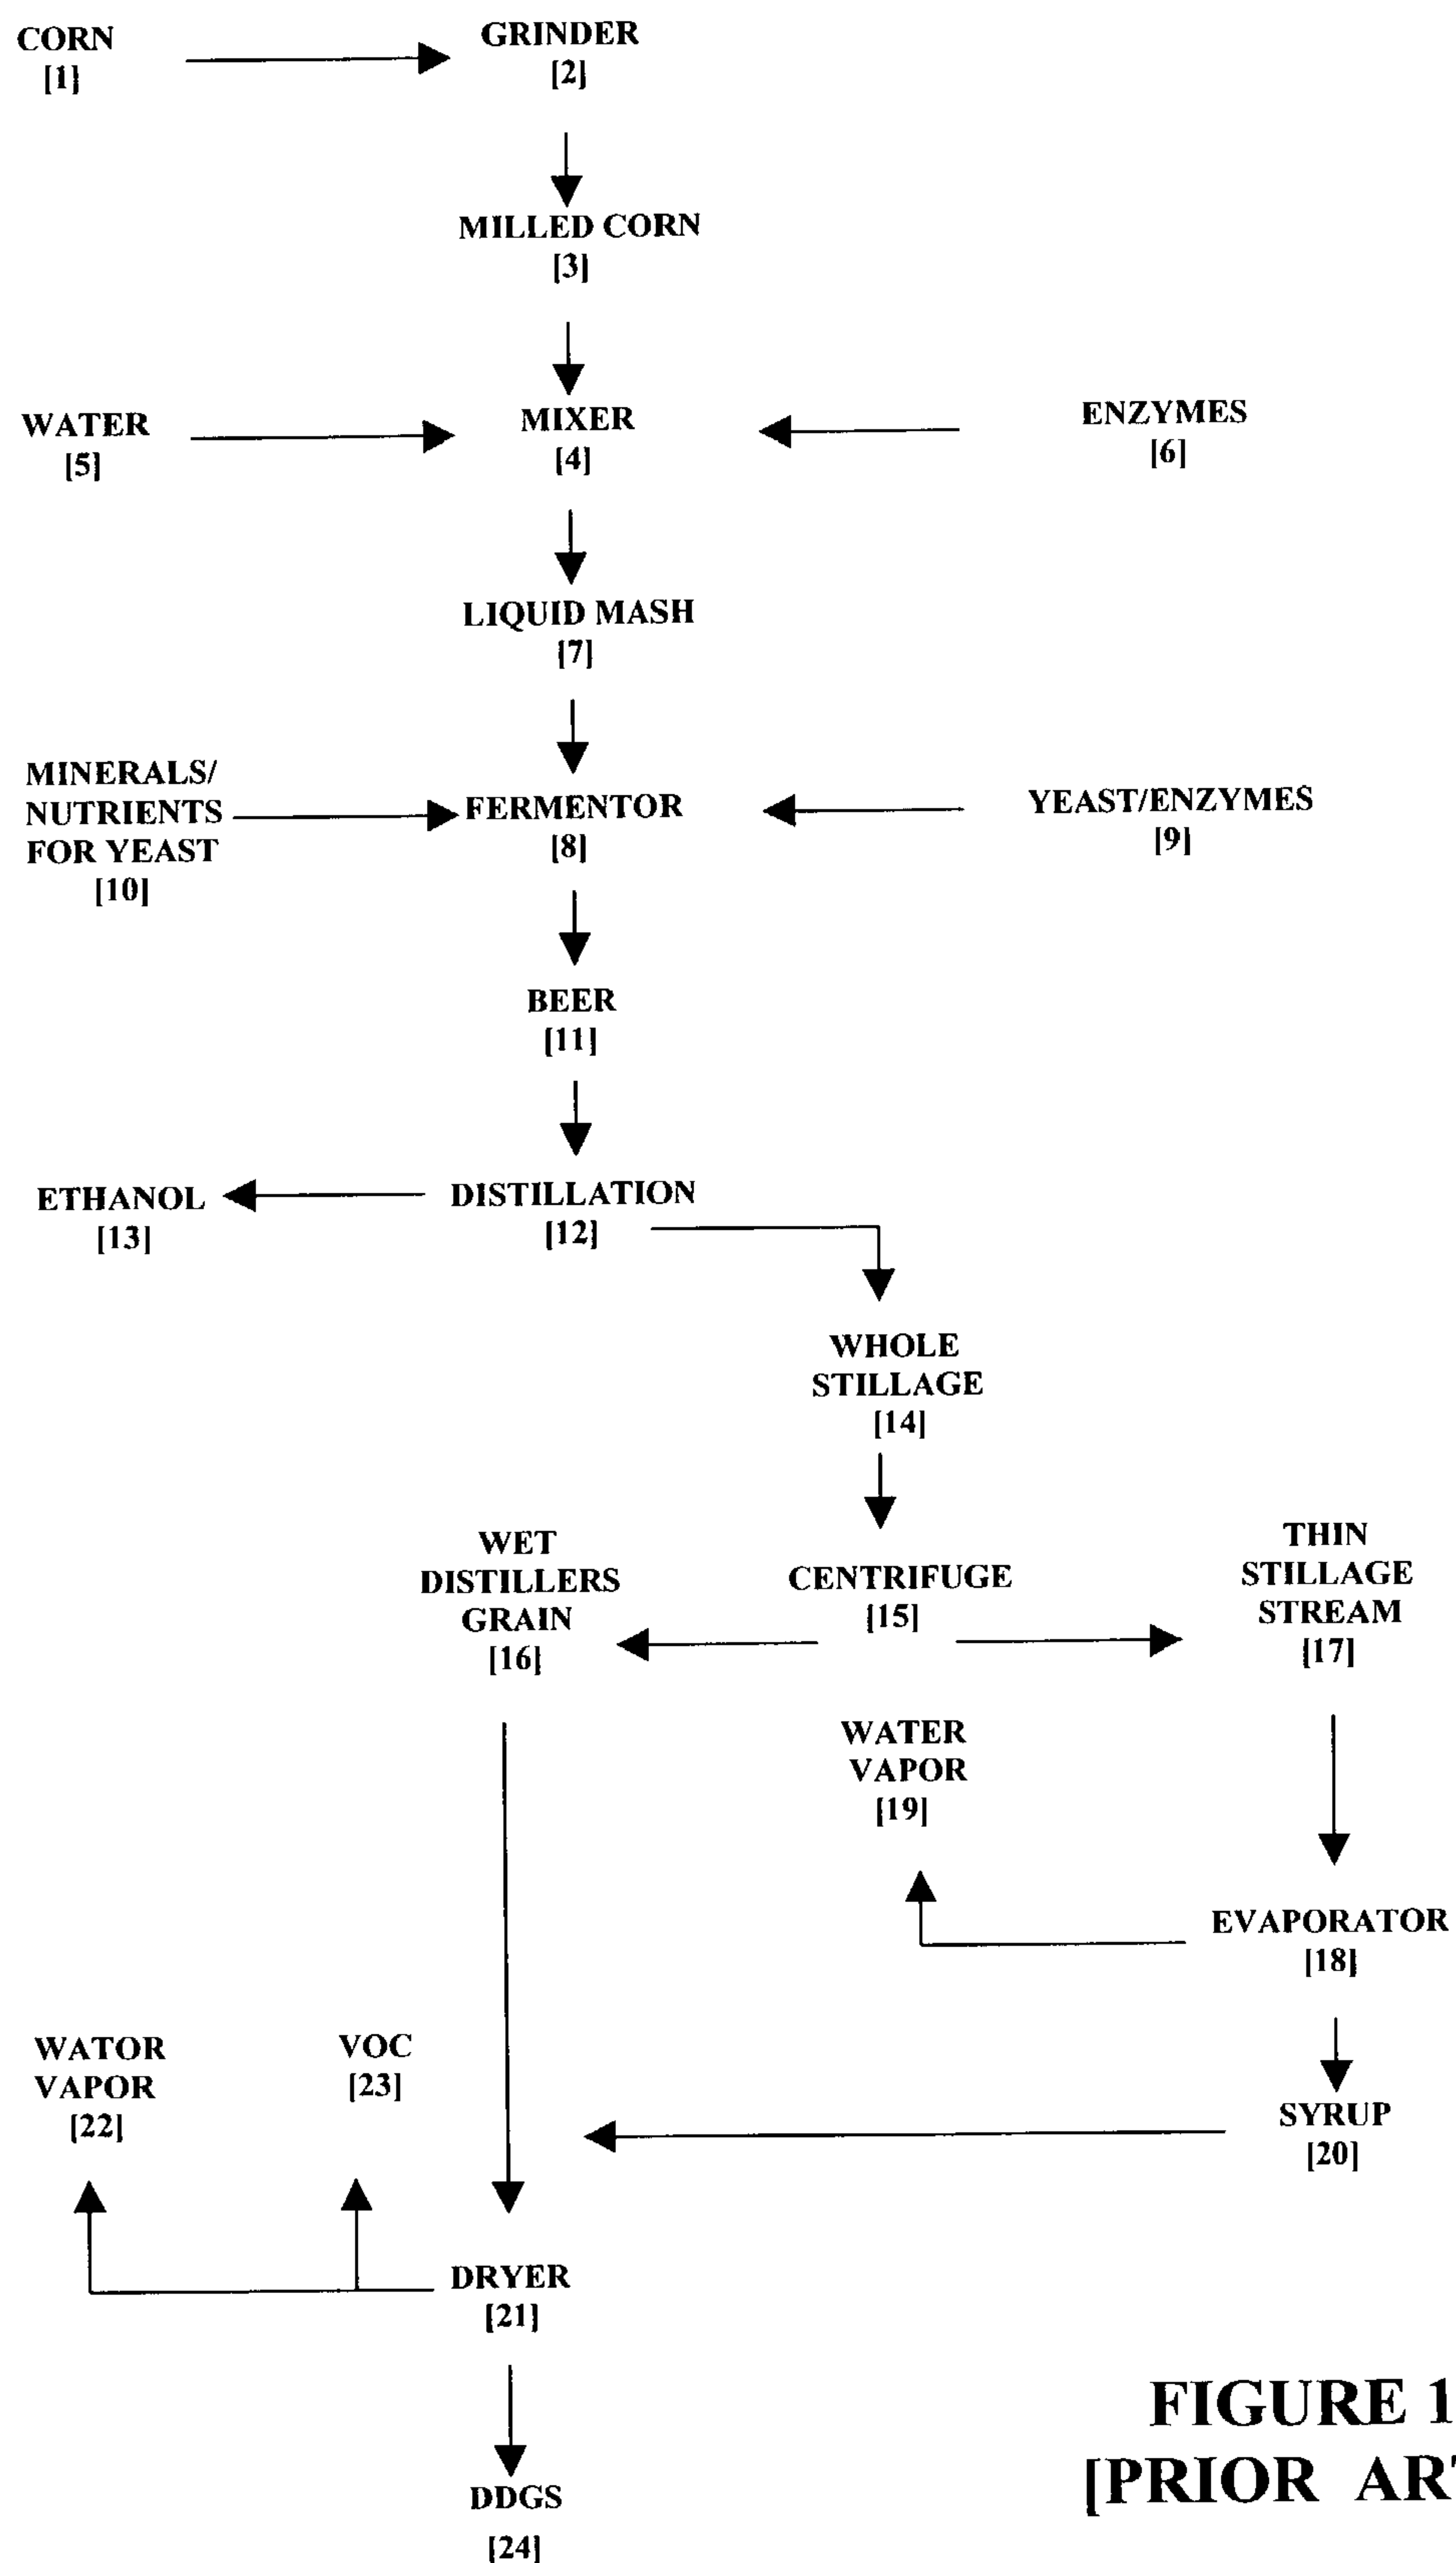 CORN
[1]
GRINDER
[2]
MILLED CORN
[3]
WATER
[5]
MIXER
[4]
ENZYMES
[6]
LIQUID MASH
[7]
MINERALS/
NUTRIENTS
FOR YEAST
[10]
FERMENTOR
[8]
YEAST/ENZYMES
[9]
BEER
[11]
ETHANOL
[13]
DISTILLATION
[12]
WHOLE
STILLAGE
[14]
WET
DISTILLERS
GRAIN
[16]
CENTRIFUGE
[15]
THIN
STILLAGE
STREAM
[17]
WATER
VAPOR
[19]
EVAPORATOR
[18]
WATOR
VAPOR
[22]
VOC
[23]
SYRUP
[20]
DRYER
[21]
DDGS
[24]
FIGURE 1
[PRIOR ART